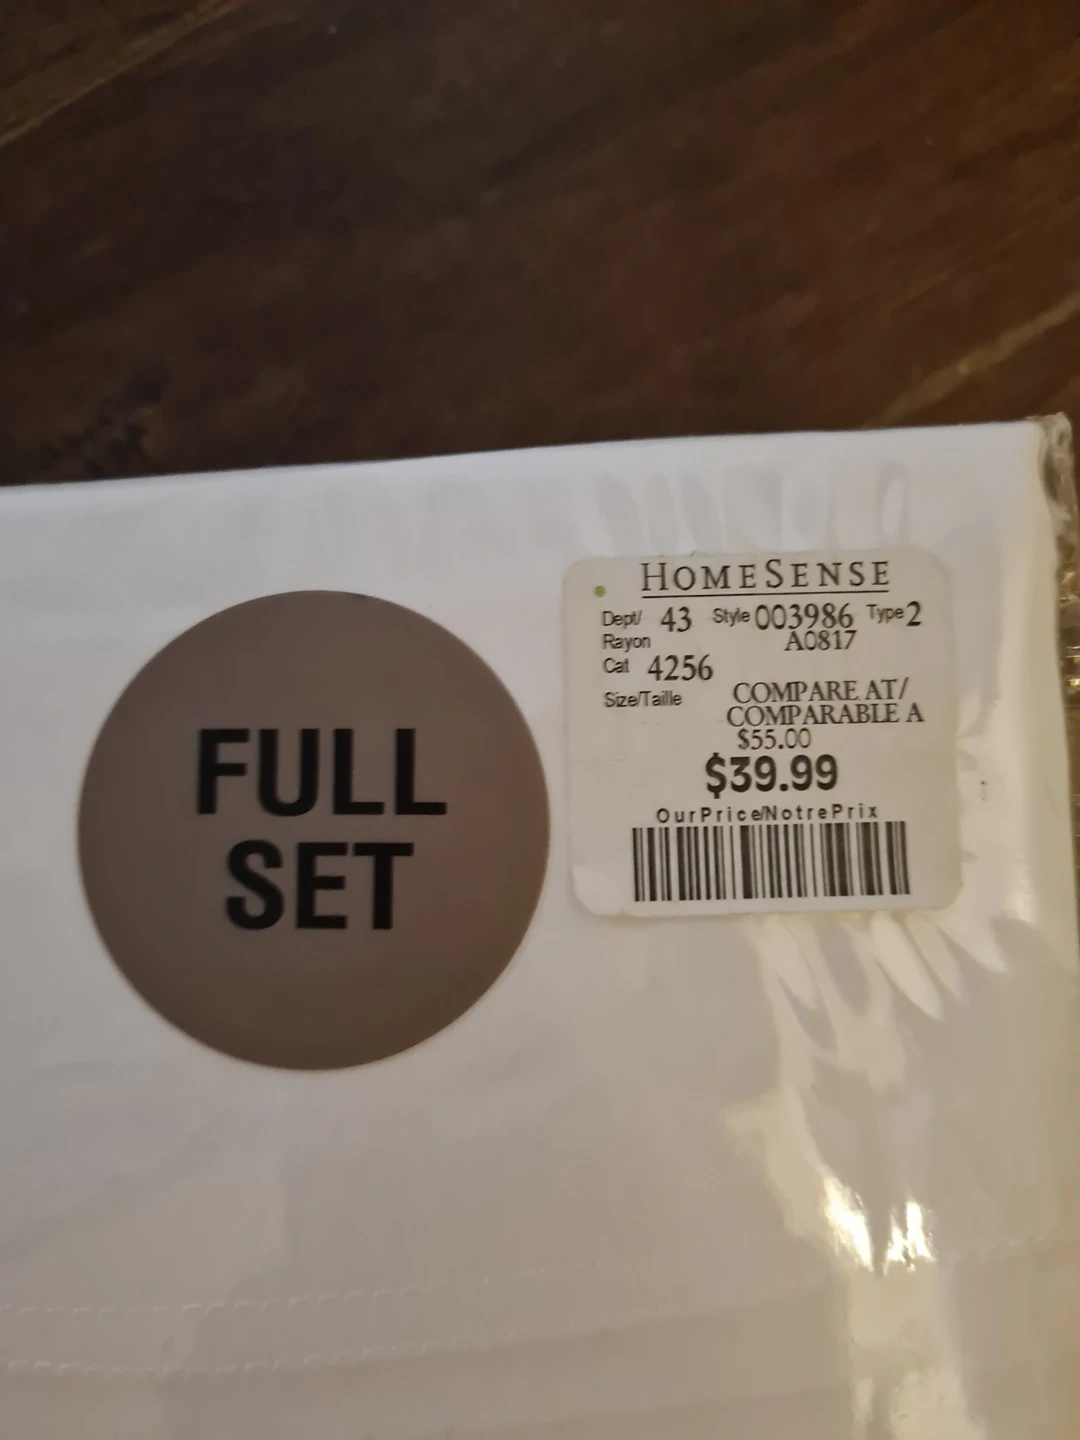 FULL
SET
HOMESENSE
Dept/ 43 Style 003986 Type 2
Rayon A0817
Cat 4256
Size/Taille COMPARE AT/
COMPARABLE A
$55.00
$39.99
OurPrice/NotrePrix